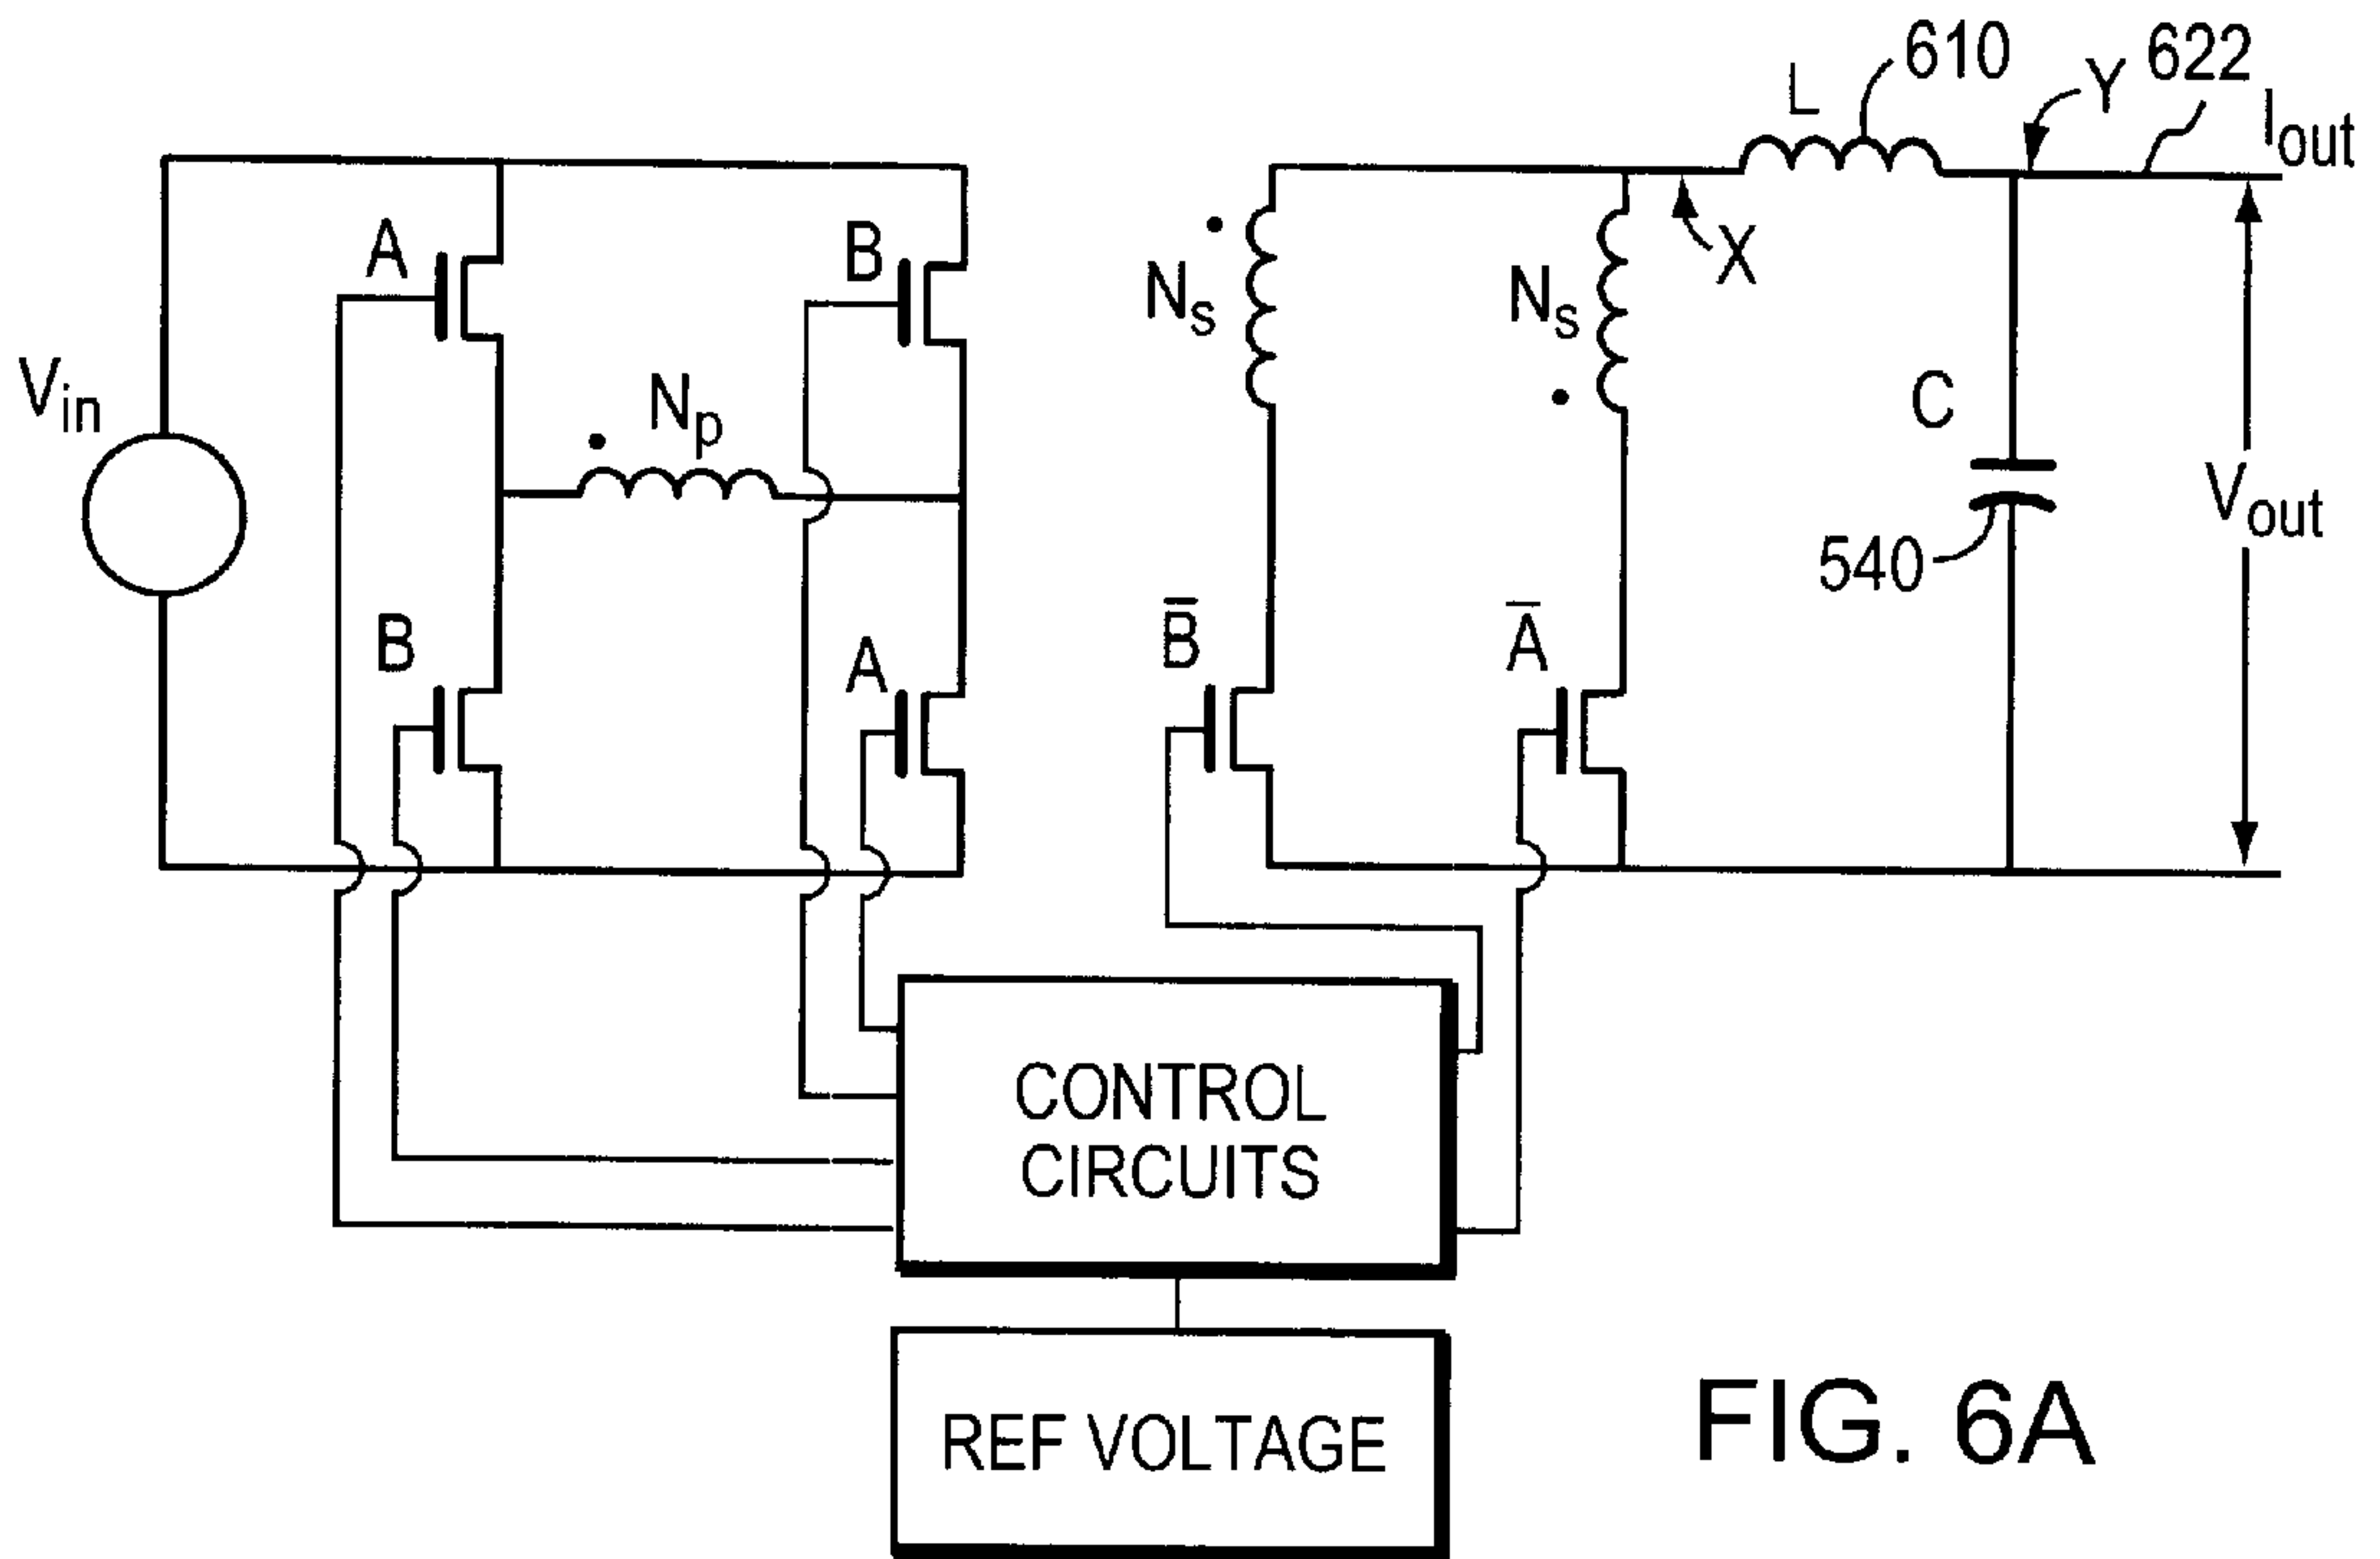 610
L
Y
622
Iout
A
B
Ns
Ns
X
Vin
Np
C
Vout
540
B
A
B̅
A̅
CONTROL
CIRCUITS
REF VOLTAGE
FIG. 6A